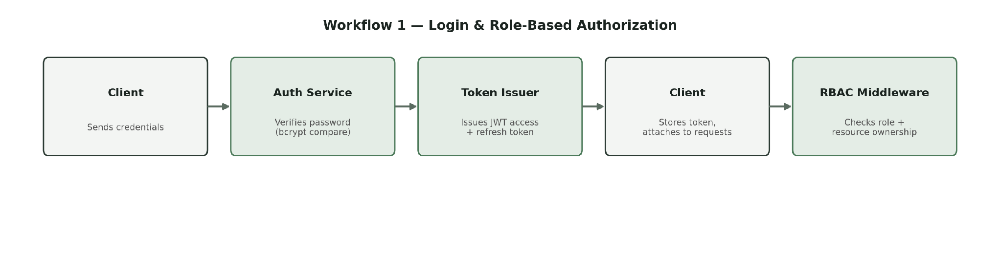 Workflow 1 — Login & Role-Based Authorization
Client
Sends credentials
Auth Service
Verifies password
(bcrypt compare)
Token Issuer
Issues JWT access
+ refresh token
Client
Stores token,
attaches to requests
RBAC Middleware
Checks role +
resource ownership